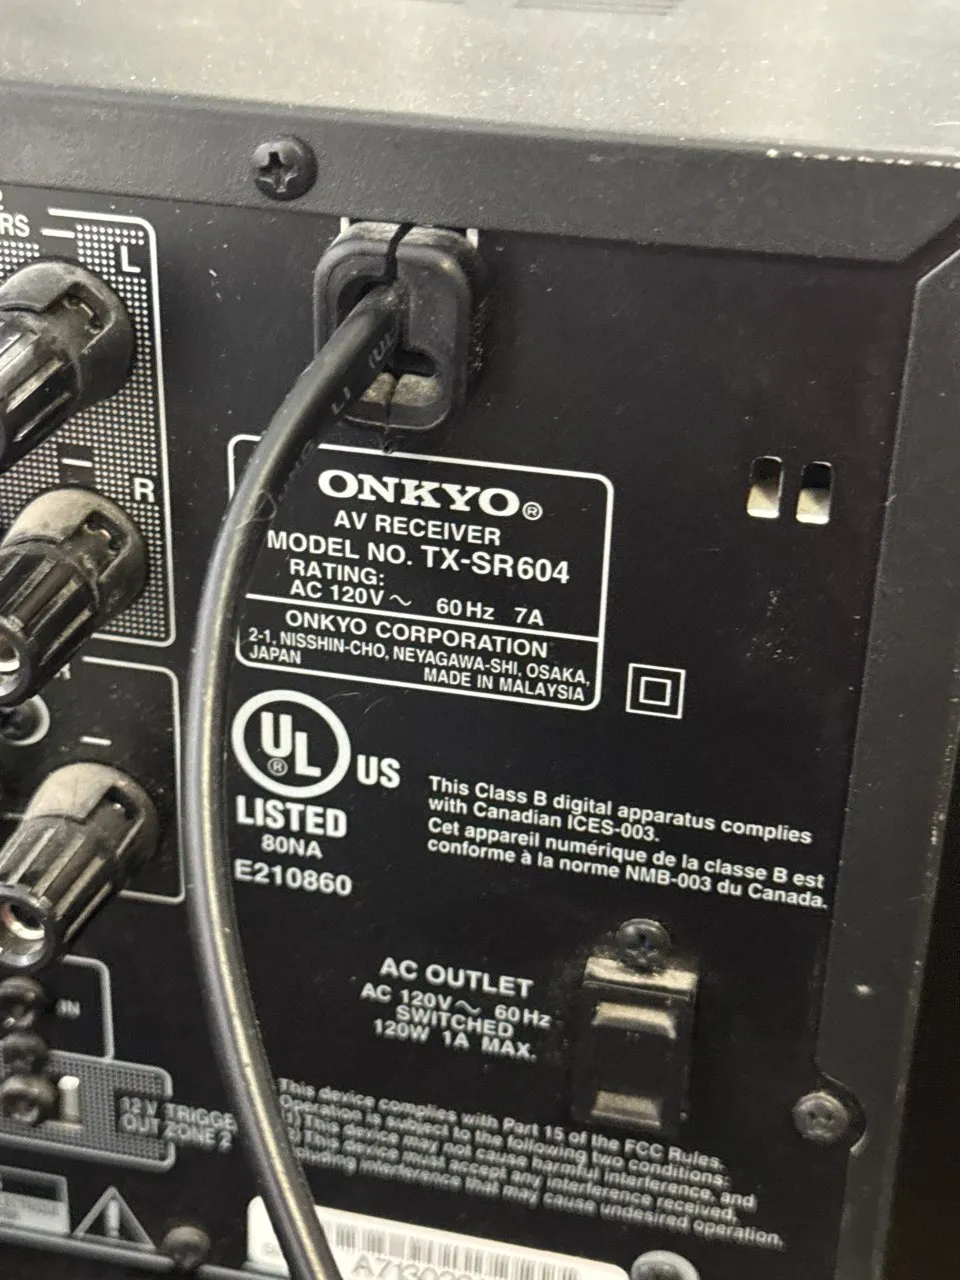 RS
L
R
ONKYO®
AV RECEIVER
MODEL NO. TX-SR604
RATING:
AC 120V ~ 60Hz 7A
ONKYO CORPORATION
2-1, NISSHIN-CHO, NEYAGAWA-SHI, OSAKA,
JAPAN
MADE IN MALAYSIA
UL® US
LISTED
80NA
E210860
This Class B digital apparatus complies
with Canadian ICES-003.
Cet appareil numérique de la classe B est
conforme à la norme NMB-003 du Canada.
AC OUTLET
AC 120V ~ 60Hz
SWITCHED
120W 1A MAX.
IN
12V TRIGGE
OUT ZONE 2
This device complies with Part 15 of the FCC Rules.
Operation is subject to the following two conditions:
(1) This device may not cause harmful interference, and
(2) This device must accept any interference received,
including interference that may cause undesired operation.